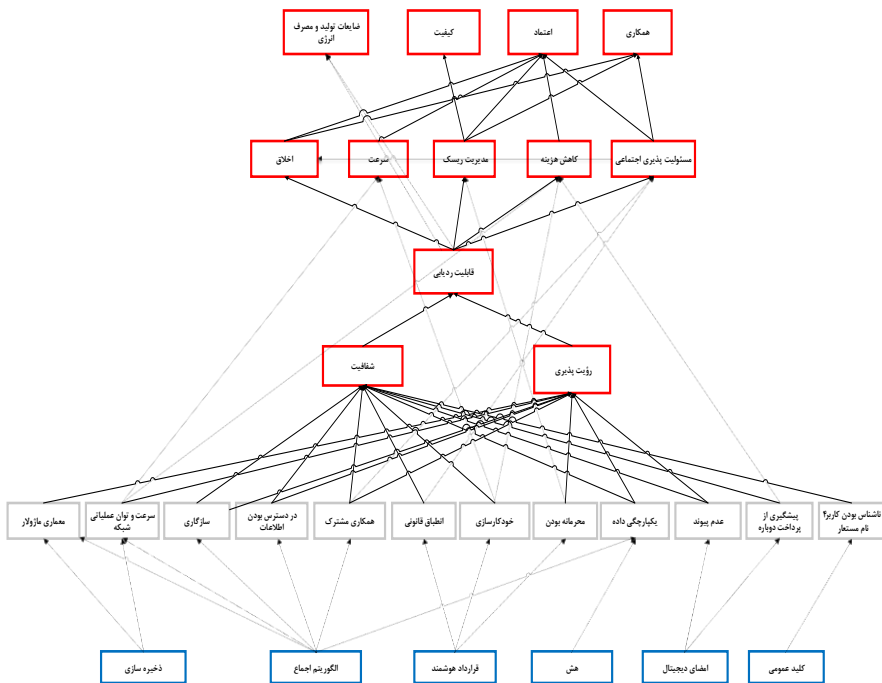 همکاری
اعتماد
کیفیت
ضایعات تولید و مصرف
انرژی
مسئولیت پذیری اجتماعی
کاهش هزینه
مدیریت ریسک
سرعت
اخلاق
قابلیت ردیابی
رؤیت پذیری
شفافیت
ناشناس بودن کاربر۴
نام مستعار
پیشگیری از
پرداخت دوباره
عدم پیوند
یکپارچگی داده
محرمانه بودن
خودکارسازی
انطباق قانونی
همکاری مشترک
در دسترس بودن
اطلاعات
سازگاری
سرعت و توان عملیاتی
شبکه
معماری ماژولار
کلید عمومی
امضای دیجیتال
هش
قرارداد هوشمند
الگوریتم اجماع
ذخیره سازی